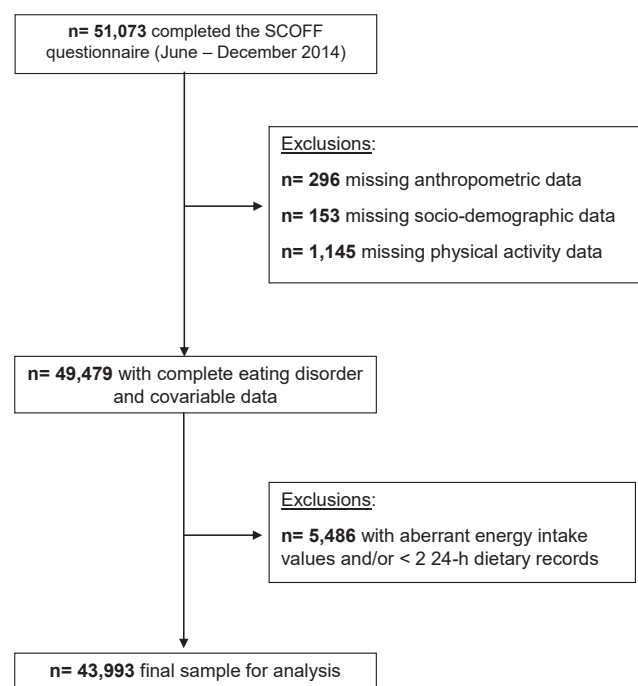 n= 51,073 completed the SCOFF
questionnaire (June – December 2014)
Exclusions:
n= 296 missing anthropometric data
n= 153 missing socio-demographic data
n= 1,145 missing physical activity data
n= 49,479 with complete eating disorder
and covariable data
Exclusions:
n= 5,486 with aberrant energy intake
values and/or < 2 24-h dietary records
n= 43,993 final sample for analysis